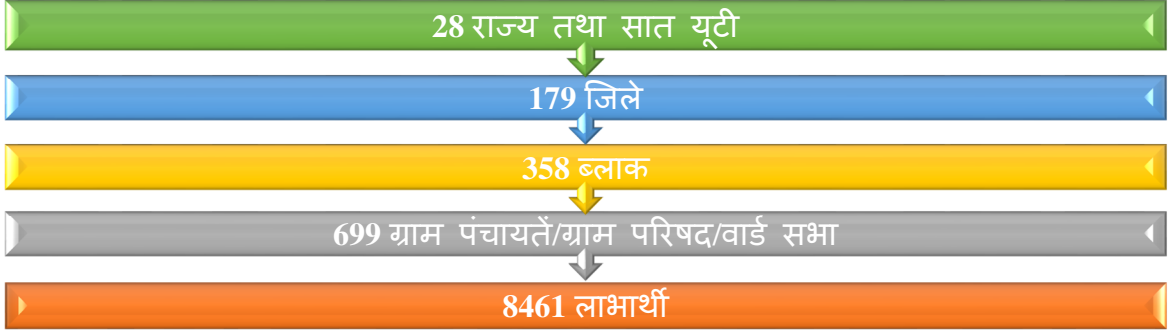 28 राज्य तथा सात यूटी
179 जिले
358 ब्लाक
699 ग्राम पंचायतें/ग्राम परिषद/वार्ड सभा
8461 लाभार्थी